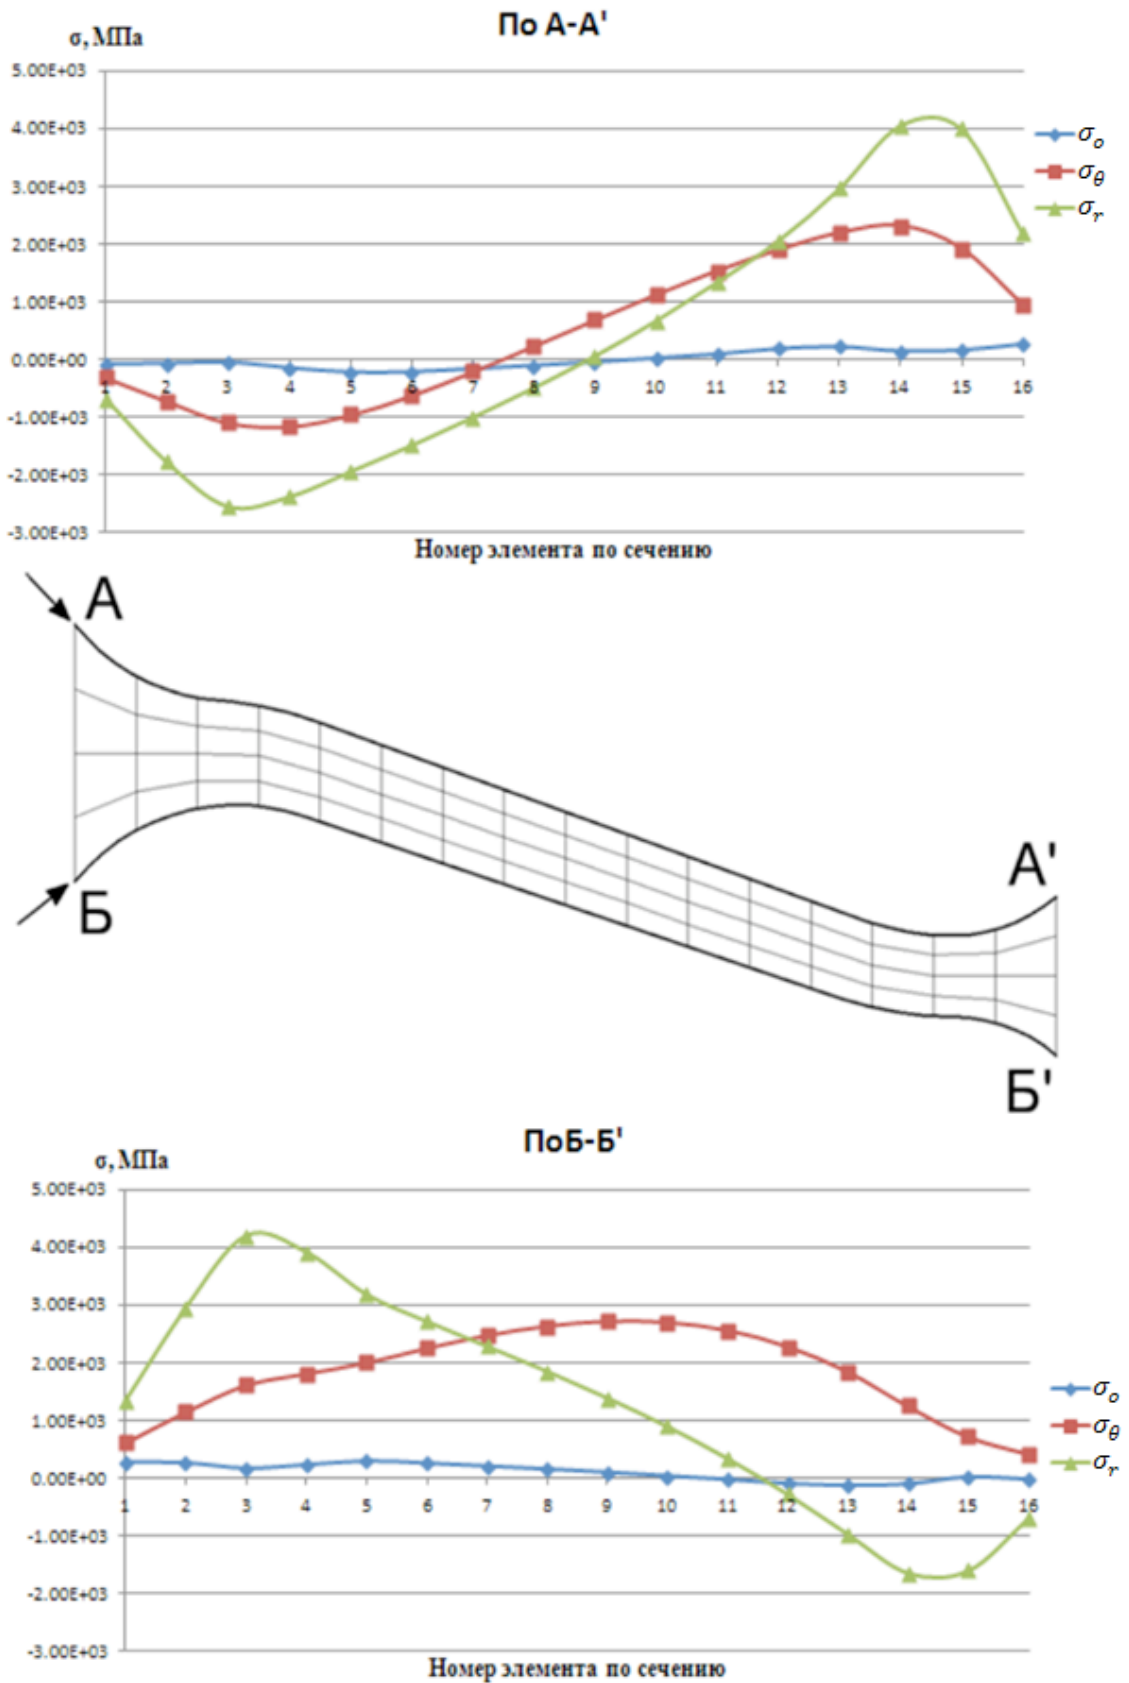 По А-А'
σ, МПа
5.00E+03
4.00E+03
3.00E+03
2.00E+03
1.00E+03
0.00E+00
-1.00E+03
-2.00E+03
-3.00E+03
1 2 3 4 5 6 7 8 9 10 11 12 13 14 15 16
σₒ
σ_θ
σ_r
Номер элемента по сечению
А
Б
А'
Б'
ПоБ-Б'
σ, МПа
5.00E+03
4.00E+03
3.00E+03
2.00E+03
1.00E+03
0.00E+00
-1.00E+03
-2.00E+03
-3.00E+03
1 2 3 4 5 6 7 8 9 10 11 12 13 14 15 16
σₒ
σ_θ
σ_r
Номер элемента по сечению